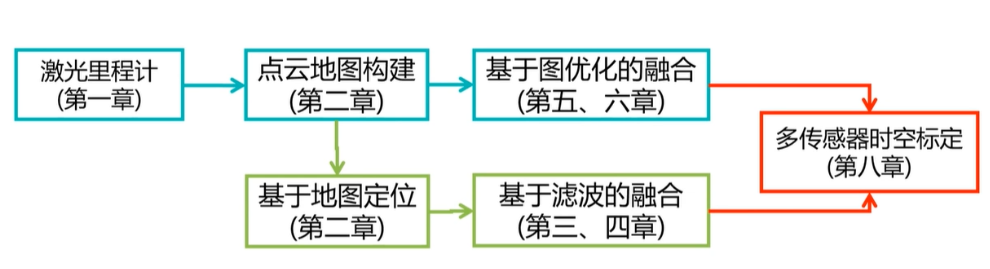 激光里程计
(第一章)
点云地图构建
(第二章)
基于图优化的融合
(第五、六章)
多传感器时空标定
(第八章)
基于地图定位
(第二章)
基于滤波的融合
(第三、四章)